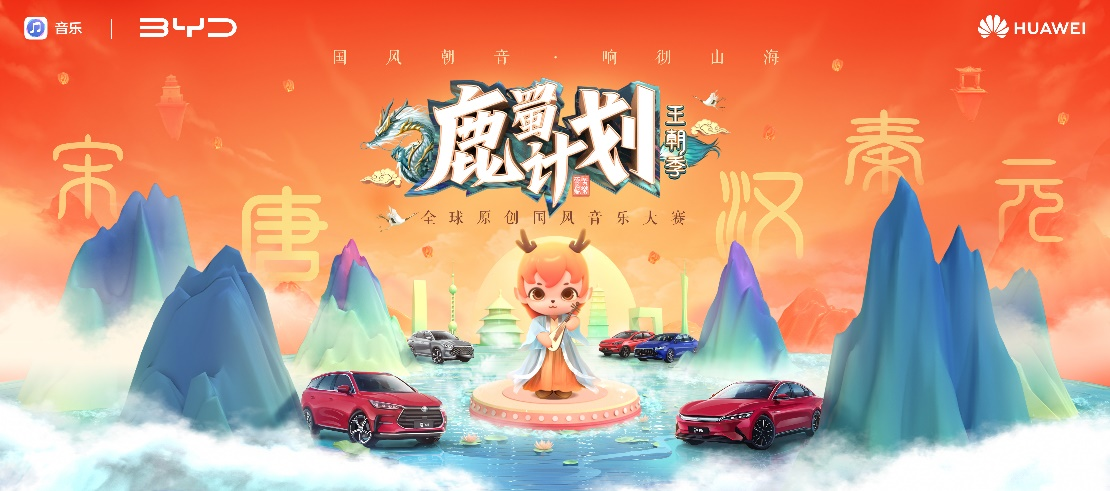 音乐
BYD
HUAWEI
国风朝音·响彻山海
鹿蜀计划
王朝季
全球原创国风音乐大赛
宋
唐
汉
秦
元